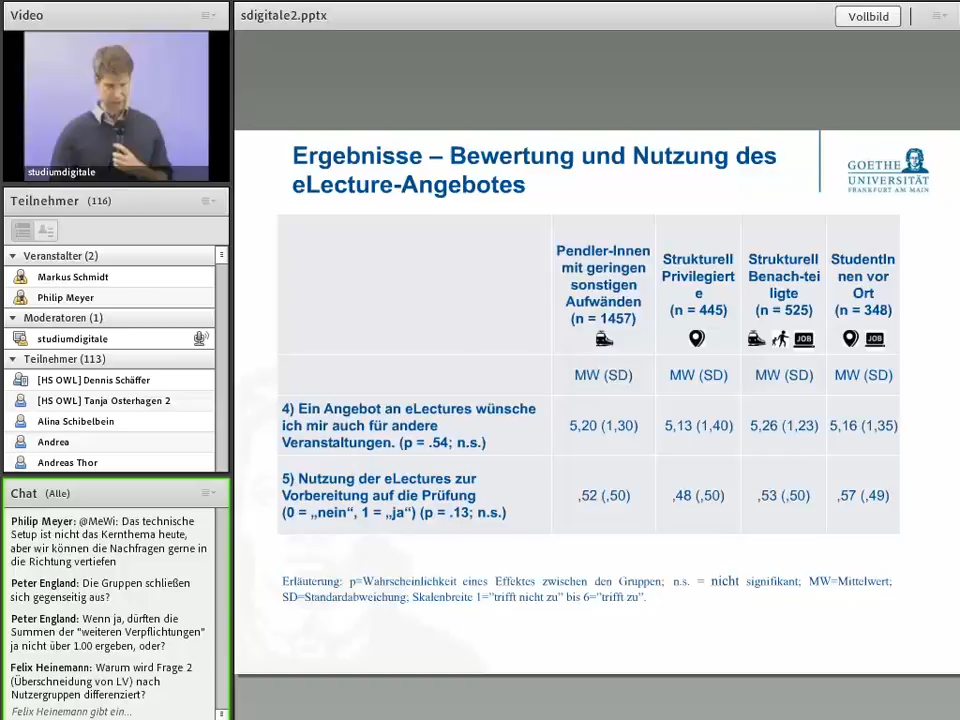 Video
studiumdigitale
Teilnehmer (116)
Veranstalter (2)
Markus Schmidt
Philip Meyer
Moderatoren (1)
studiumdigitale
Teilnehmer (113)
[HS OWL] Dennis Schäffer
[HS OWL] Tanja Osterhagen 2
Alina Schibelbein
Andrea
Andreas Thor
Chat (Alle)
Philip Meyer: @MeWi: Das technische
Setup ist nicht das Kernthema heute,
aber wir können die Nachfragen gerne in
die Richtung vertiefen
Peter England: Die Gruppen schließen
sich gegenseitig aus?
Peter England: Wenn ja, dürften die
Summen der "weiteren Verpflichtungen"
ja nicht über 1.00 ergeben, oder?
Felix Heinemann: Warum wird Frage 2
(Überschneidung von LV) nach
Nutzergruppen differenziert?
Felix Heinemann gibt ein...
sdigitale2.pptx
Vollbild
Ergebnisse – Bewertung und Nutzung des
eLecture-Angebotes
GOETHE
UNIVERSITÄT
FRANKFURT AM MAIN
Pendler-Innen
mit geringen
sonstigen
Aufwänden
(n = 1457)
Strukturell
Privilegiert
e
(n = 445)
Strukturell
Benach-tei
ligte
(n = 525)
JOB
StudentIn
nen vor
Ort
(n = 348)
JOB
MW (SD) MW (SD) MW (SD) MW (SD)
4) Ein Angebot an eLectures wünsche
ich mir auch für andere
Veranstaltungen. (p = .54; n.s.)
5,20 (1,30) 5,13 (1,40) 5,26 (1,23) 5,16 (1,35)
5) Nutzung der eLectures zur
Vorbereitung auf die Prüfung
(0 = „nein“, 1 = „ja“) (p = .13; n.s.)
,52 (,50) ,48 (,50) ,53 (,50) ,57 (,49)
Erläuterung: p=Wahrscheinlichkeit eines Effektes zwischen den Gruppen; n.s. = nicht signifikant; MW=Mittelwert;
SD=Standardabweichung; Skalenbreite 1=”trifft nicht zu” bis 6=”trifft zu”.